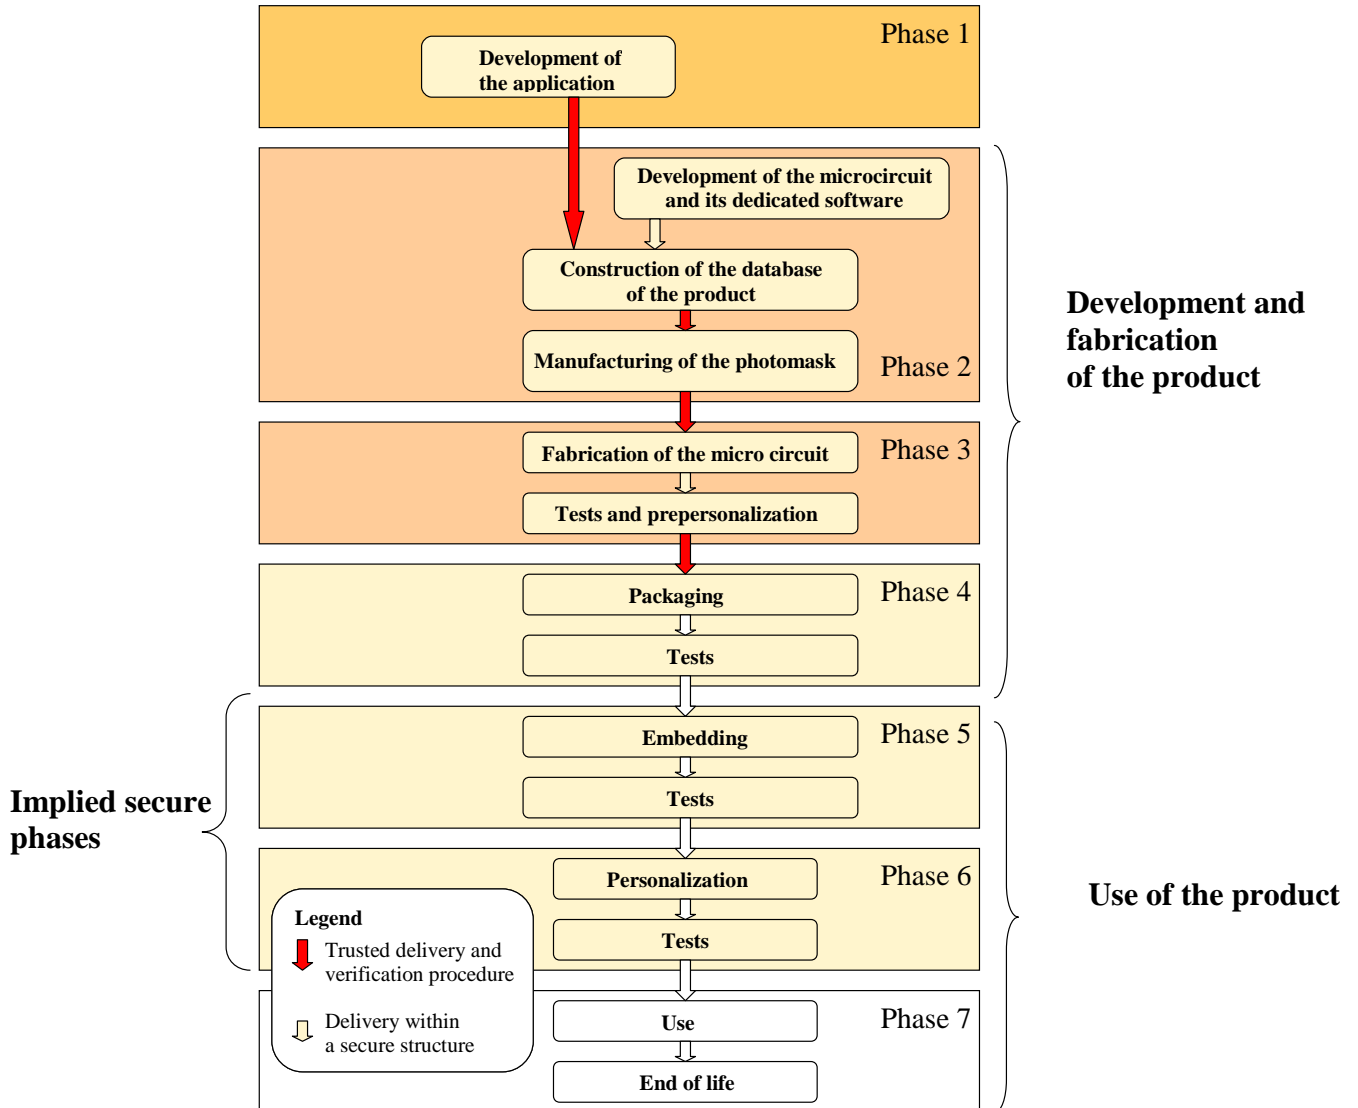 Phase 1
Development of
the application
Development of the microcircuit
and its dedicated software
Construction of the database
of the product
Manufacturing of the photomask
Phase 2
Development and
fabrication
of the product
Phase 3
Fabrication of the micro circuit
Tests and prepersonalization
Phase 4
Packaging
Tests
Phase 5
Embedding
Tests
Implied secure
phases
Phase 6
Personalization
Tests
Use of the product
Legend
Trusted delivery and
verification procedure
Delivery within
a secure structure
Phase 7
Use
End of life